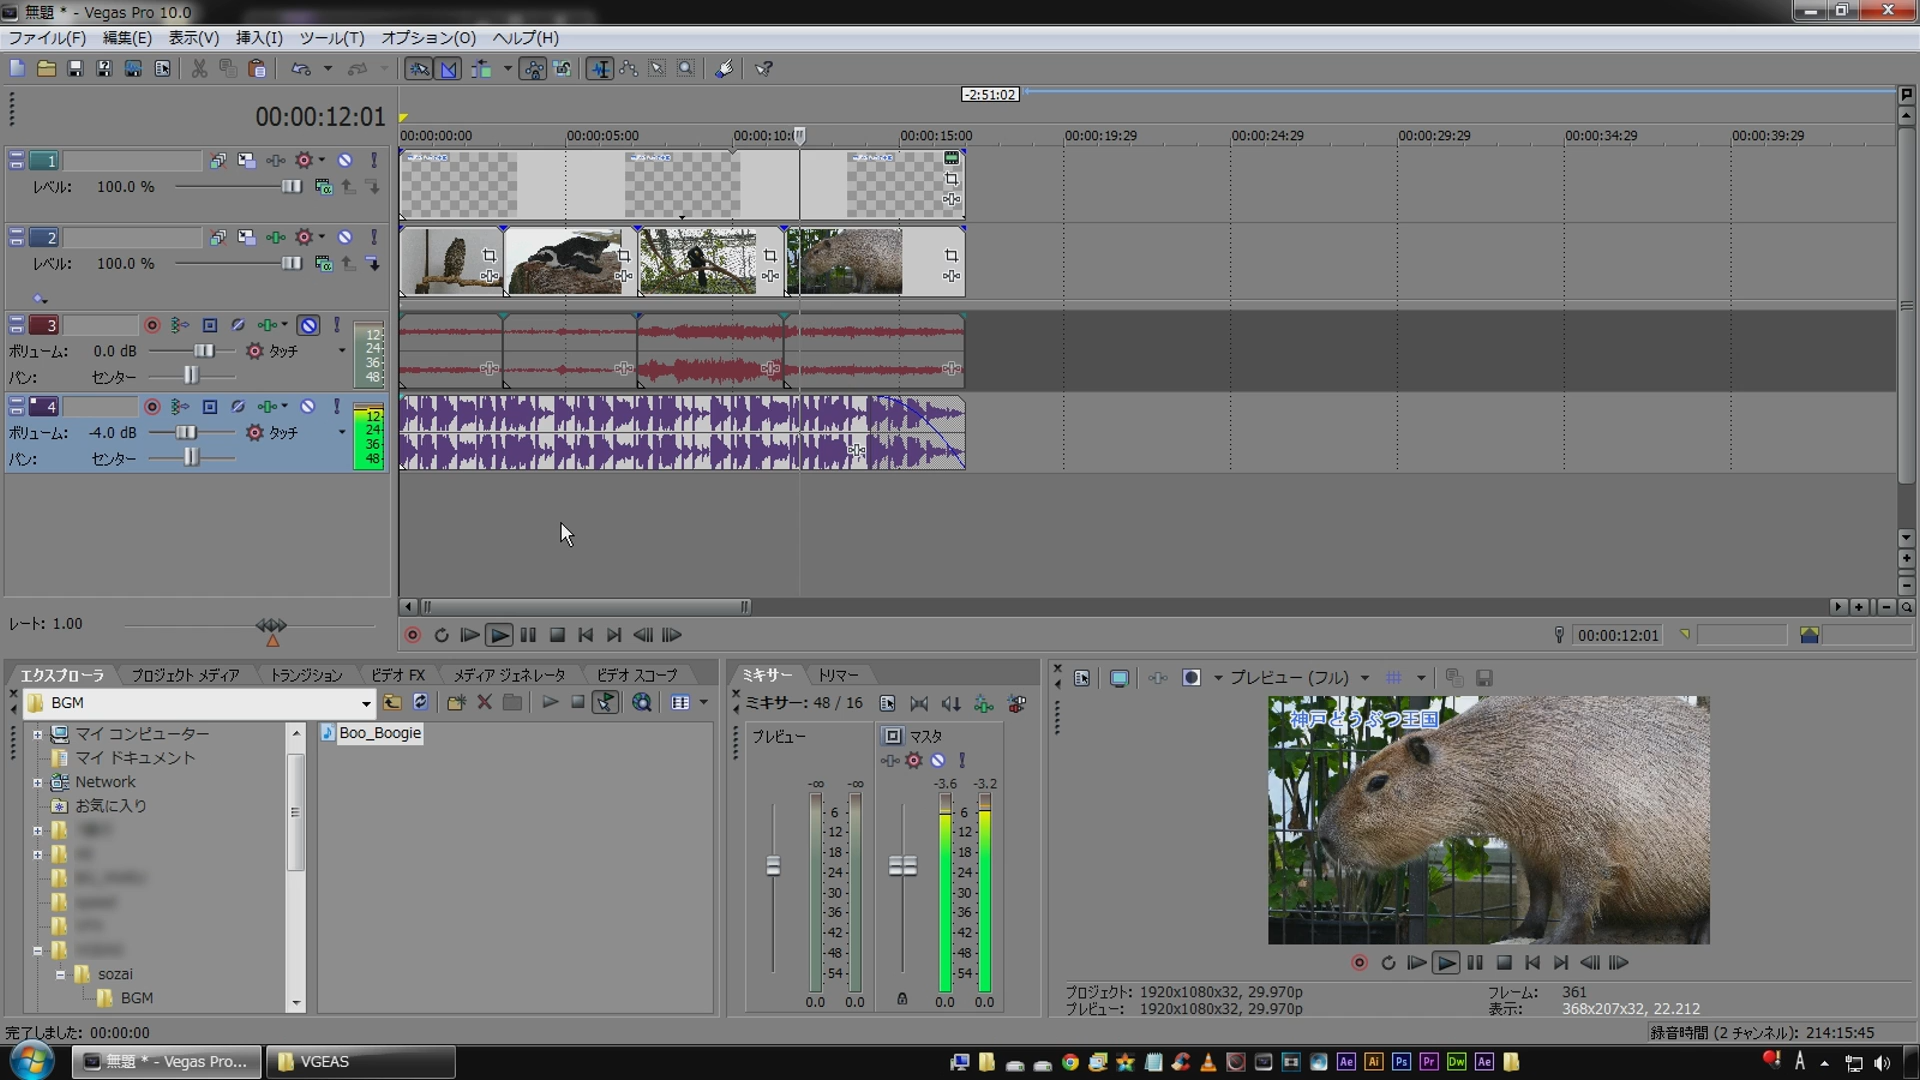 無題 * - Vegas Pro 10.0
ファイル(F) 編集(E) 表示(V) 挿入(I) ツール(T) オプション(O) ヘルプ(H)
00:00:12:01
-2:51:02
00:00:00:00 00:00:05:00 00:00:10:0 00:00:15:00 00:00:19:29 00:00:24:29 00:00:29:29 00:00:34:29 00:00:39:29
1
レベル: 100.0 %
2
レベル: 100.0 %
3
ボリューム: 0.0 dB タッチ
パン: センター
12
24
36
48
4
ボリューム: -4.0 dB タッチ
パン: センター
12
24
36
48
レート: 1.00
00:00:12:01
エクスプローラ プロジェクト メディア トランジション ビデオ FX メディア ジェネレータ ビデオ スコープ
BGM
マイ コンピューター
マイ ドキュメント
Network
お気に入り
sozai
BGM
Boo_Boogie
ミキサー トリマー
ミキサー: 48 / 16
プレビュー
マスタ
-∞ -∞ -3.6 -3.2
6 6
12 12
18 18
24 24
30 30
36 36
42 42
48 48
54 54
0.0 0.0 0.0 0.0
プレビュー (フル)
神戸どうぶつ王国
プロジェクト: 1920x1080x32, 29.970p
プレビュー: 1920x1080x32, 29.970p
フレーム: 361
表示: 368x207x32, 22.212
完了しました: 00:00:00
録音時間 (2 チャンネル): 214:15:45
無題 * - Vegas Pro...
VGEAS
Ae Ai Ps Pr Dw Ae
A